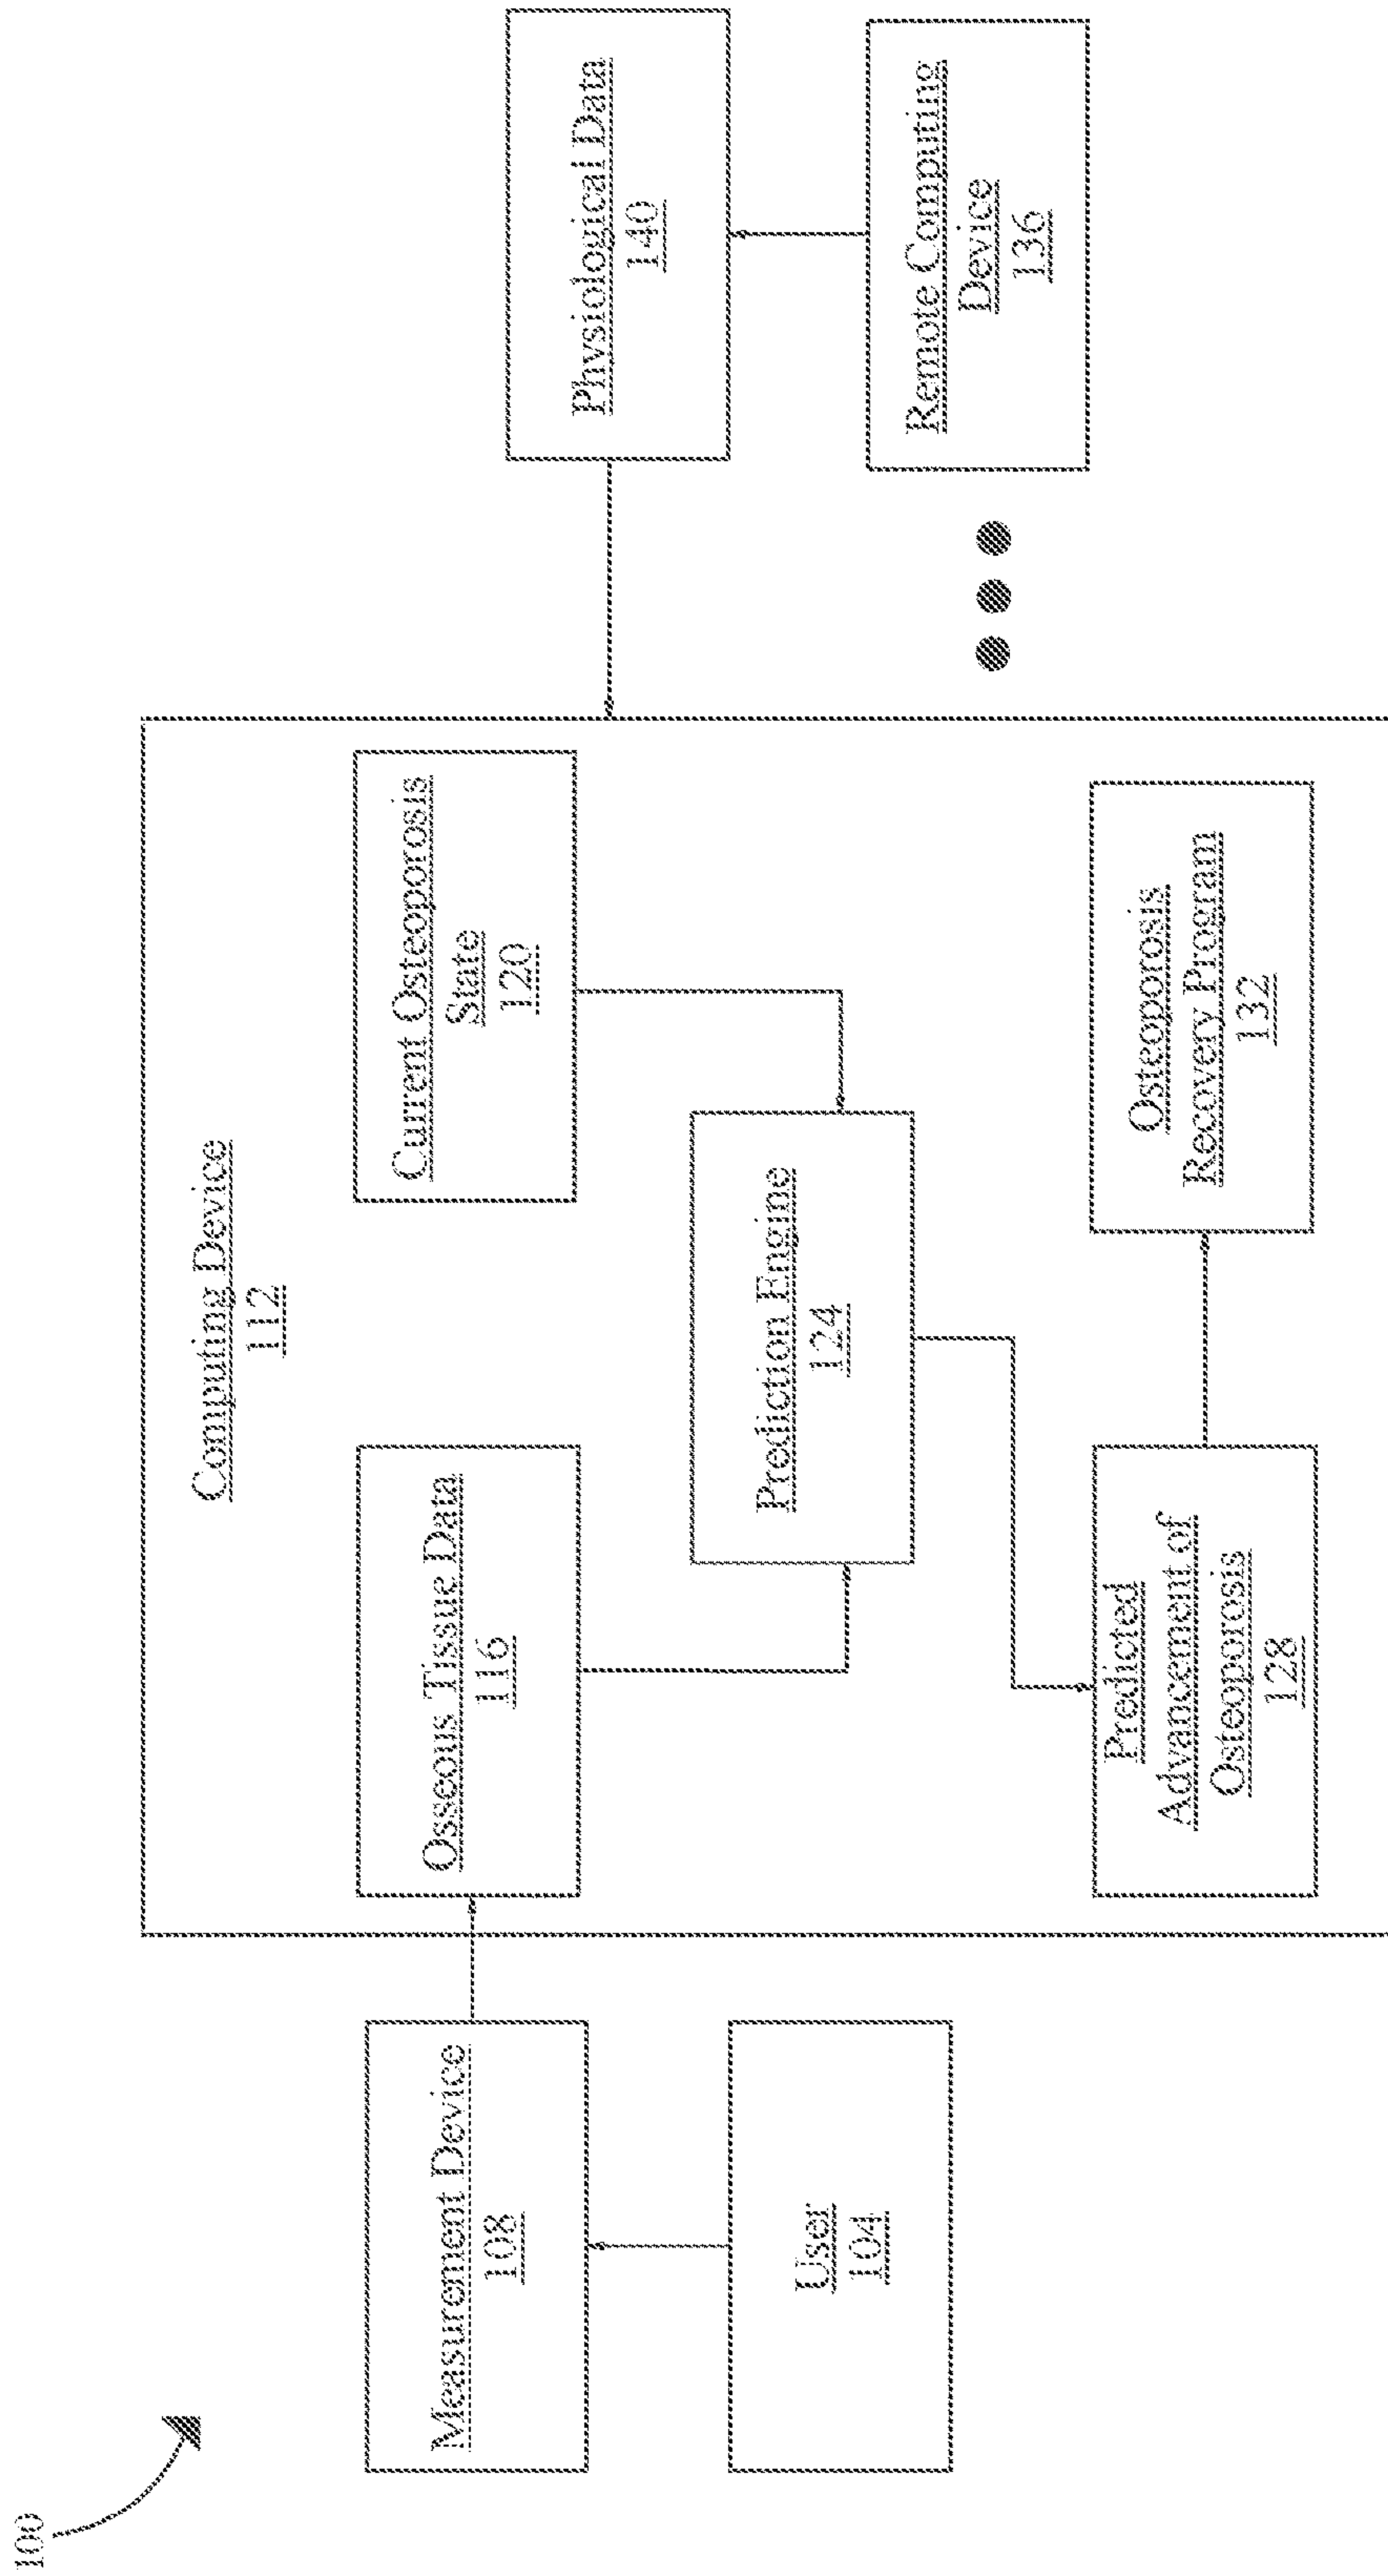 100
Computing Device
112
Measurement Device
108
Osseous Tissue Data
116
Current Osteoporosis
State
120
Physiological Data
140
User
104
Prediction Engine
124
Remote Computing
Device
136
Predicted
Advancement of
Osteoporosis
128
Osteoporosis
Recovery Program
132